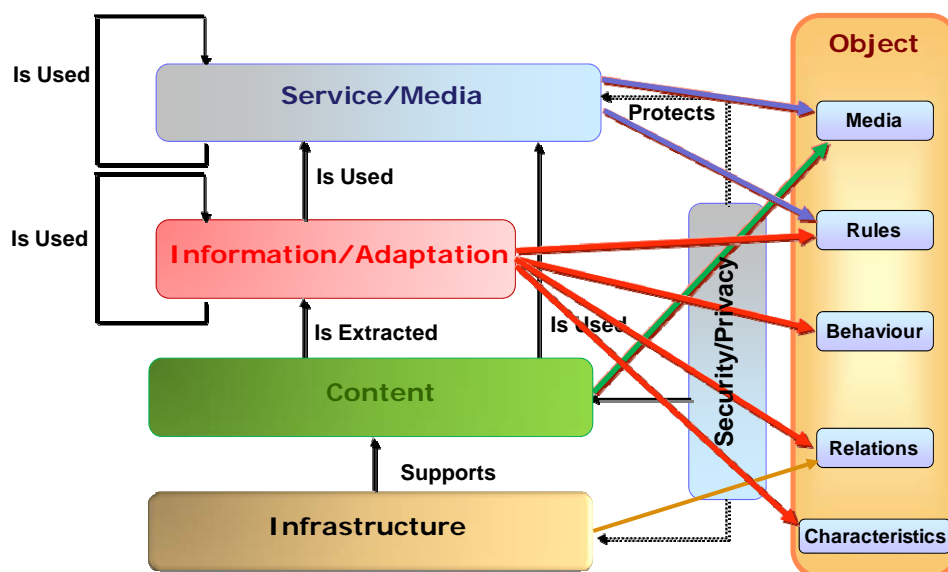 Object
Is Used
Service/Media
Protects
Media
Is Used
Is Used
Information/Adaptation
Rules
Security/Privacy
Is Extracted
Is Used
Behaviour
Content
Relations
Supports
Infrastructure
Characteristics